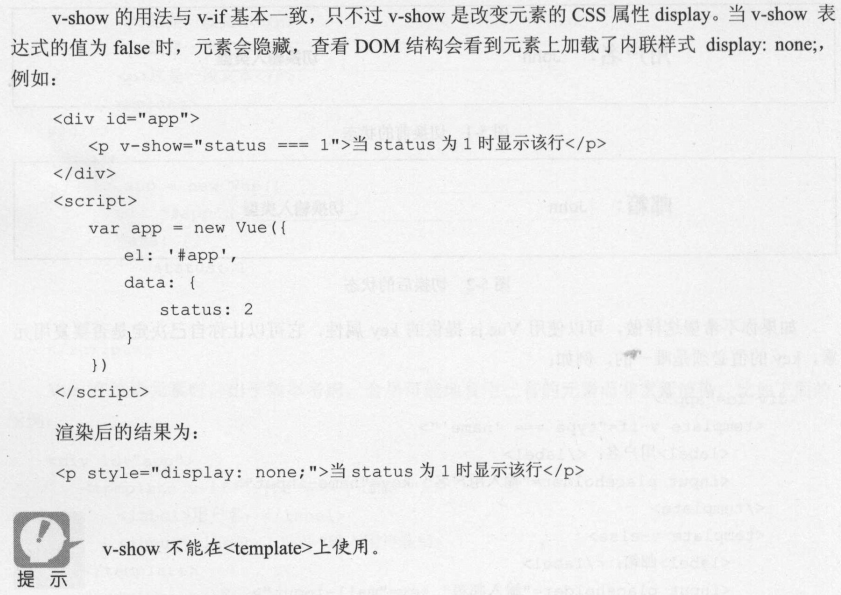 v-show 的用法与 v-if 基本一致，只不过 v-show 是改变元素的 CSS 属性 display。当 v-show 表
达式的值为 false 时，元素会隐藏，查看 DOM 结构会看到元素上加载了内联样式 display: none;，
例如：
<div id="app">
<p v-show="status === 1">当 status 为 1 时显示该行</p>
</div>
<script>
var app = new Vue({
el: '#app',
data: {
status: 2
}
})
</script>
渲染后的结果为：
<p style="display: none;">当 status 为 1 时显示该行</p>
v-show 不能在<template>上使用。
提 示